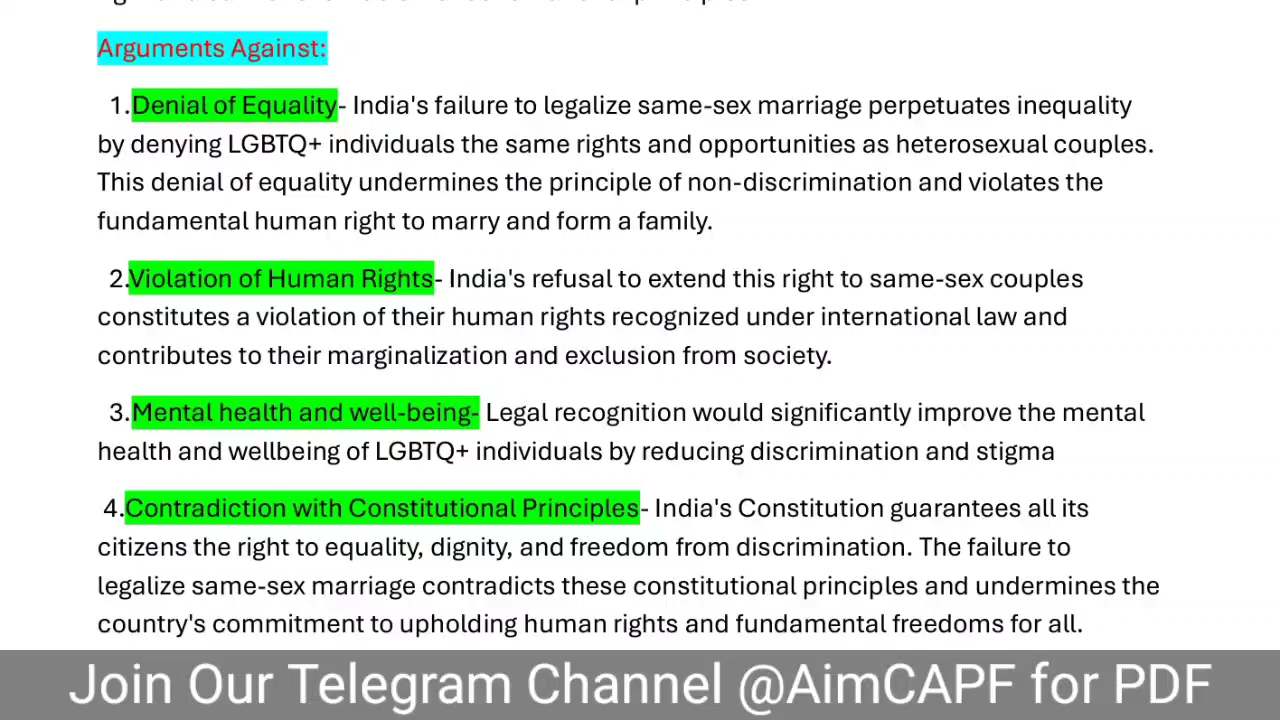 Arguments Against:
1.Denial of Equality- India's failure to legalize same-sex marriage perpetuates inequality
by denying LGBTQ+ individuals the same rights and opportunities as heterosexual couples.
This denial of equality undermines the principle of non-discrimination and violates the
fundamental human right to marry and form a family.
2.Violation of Human Rights- India's refusal to extend this right to same-sex couples
constitutes a violation of their human rights recognized under international law and
contributes to their marginalization and exclusion from society.
3.Mental health and well-being- Legal recognition would significantly improve the mental
health and wellbeing of LGBTQ+ individuals by reducing discrimination and stigma
4.Contradiction with Constitutional Principles- India's Constitution guarantees all its
citizens the right to equality, dignity, and freedom from discrimination. The failure to
legalize same-sex marriage contradicts these constitutional principles and undermines the
country's commitment to upholding human rights and fundamental freedoms for all.
Join Our Telegram Channel @AimCAPF for PDF